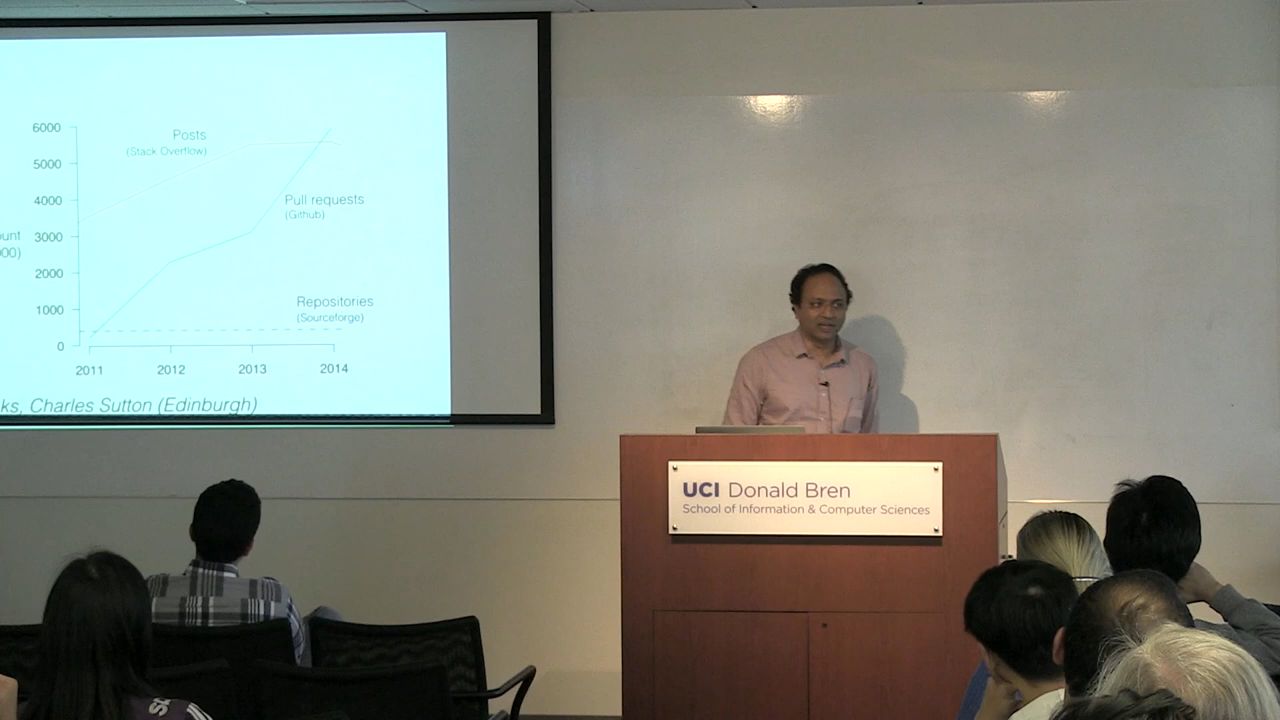 6000
Posts
(Stack Overflow)
5000
4000
Pull requests
(Github)
3000
2000
Repositories
(Sourceforge)
1000
0
2011 2012 2013 2014
Charles Sutton (Edinburgh)
UCI Donald Bren
School of Information & Computer Sciences